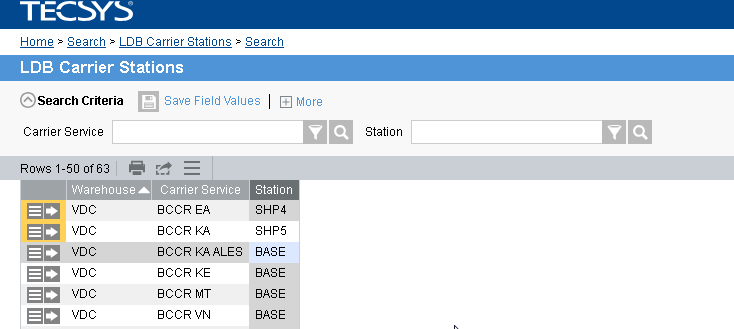 TECSYS
Home > Search > LDB Carrier Stations > Search
LDB Carrier Stations
Search Criteria Save Field Values | More
Carrier Service Station
Rows 1-50 of 63
Warehouse Carrier Service Station
VDC BCCR EA SHP4
VDC BCCR KA SHP5
VDC BCCR KA ALES BASE
VDC BCCR KE BASE
VDC BCCR MT BASE
VDC BCCR VN BASE